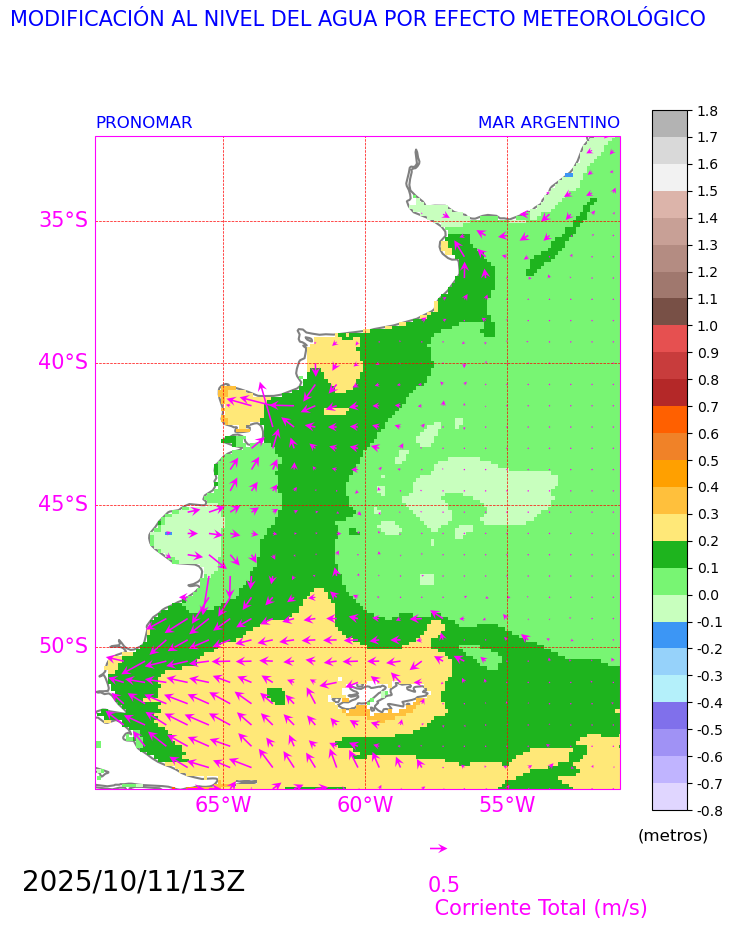 MODIFICACIÓN AL NIVEL DEL AGUA POR EFECTO METEOROLÓGICO
PRONOMAR MAR ARGENTINO
1.8
1.7
1.6
1.5
1.4
1.3
1.2
1.1
1.0
0.9
0.8
0.7
0.6
0.5
0.4
0.3
0.2
0.1
0.0
-0.1
-0.2
-0.3
-0.4
-0.5
-0.6
-0.7
-0.8
(metros)
35°S
40°S
45°S
50°S
65°W 60°W 55°W
2025/10/11/13Z
0.5
Corriente Total (m/s)